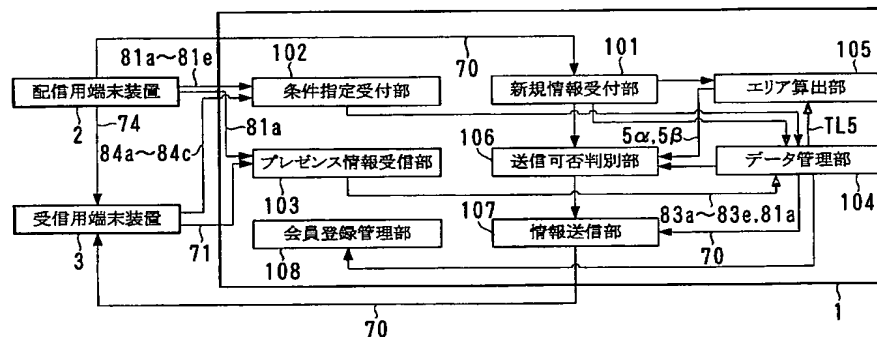 81a～81e
102
70
101
105
配信用端末装置
条件指定受付部
新規情報受付部
エリア算出部
2
74
84a～84c
81a
106
5α,5β
TL5
プレゼンス情報受信部
送信可否判別部
データ管理部
103
107
83a～83e,81a
104
受信用端末装置
71
会員登録管理部
情報送信部
70
3
108
70
1